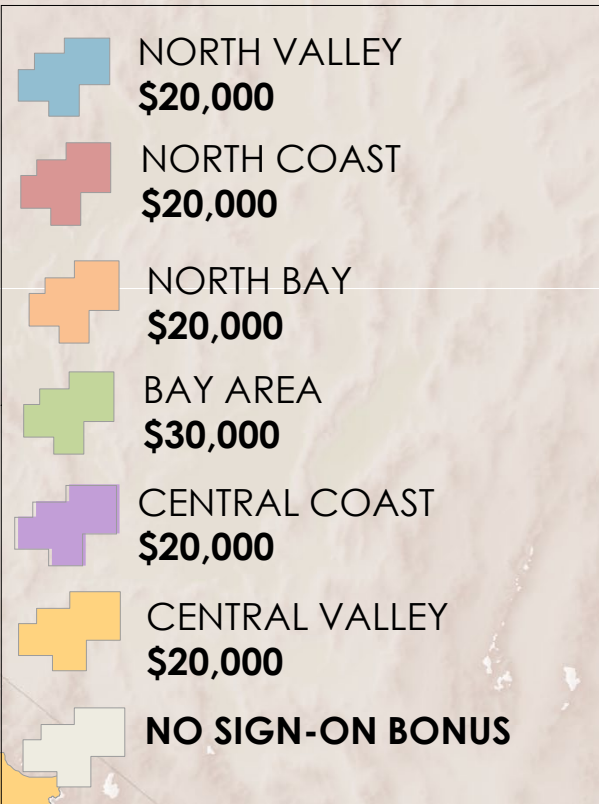 NORTH VALLEY
$20,000
NORTH COAST
$20,000
NORTH BAY
$20,000
BAY AREA
$30,000
CENTRAL COAST
$20,000
CENTRAL VALLEY
$20,000
NO SIGN-ON BONUS